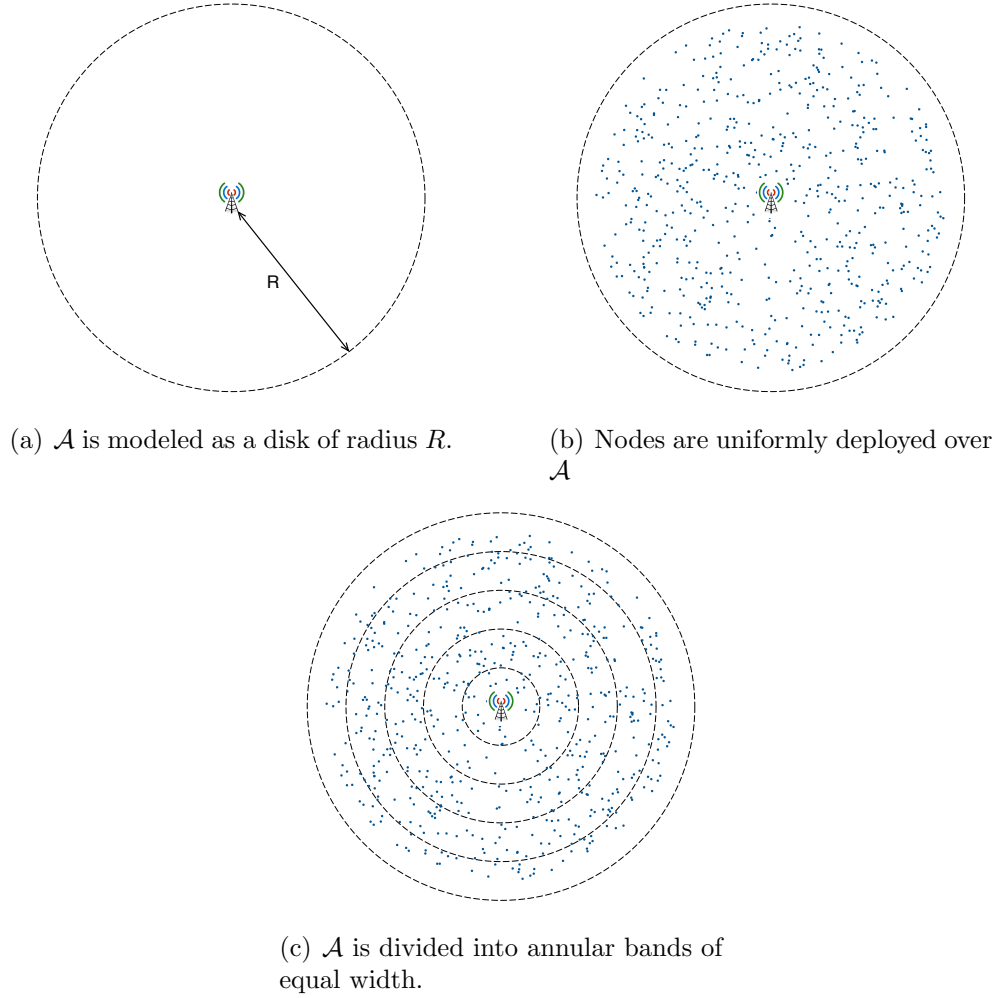 R
(a) 𝒜 is modeled as a disk of radius R.
(b) Nodes are uniformly deployed over
𝒜
(c) 𝒜 is divided into annular bands of
equal width.